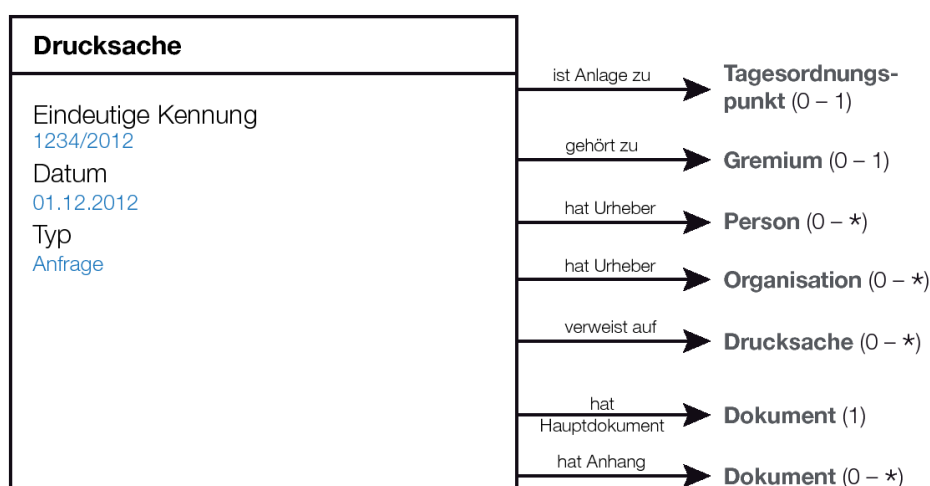 Drucksache
Eindeutige Kennung
1234/2012
Datum
01.12.2012
Typ
Anfrage
ist Anlage zu
Tagesordnungs-
punkt (0 – 1)
gehört zu
Gremium (0 – 1)
hat Urheber
Person (0 – *)
hat Urheber
Organisation (0 – *)
verweist auf
Drucksache (0 – *)
hat
Hauptdokument
Dokument (1)
hat Anhang
Dokument (0 – *)